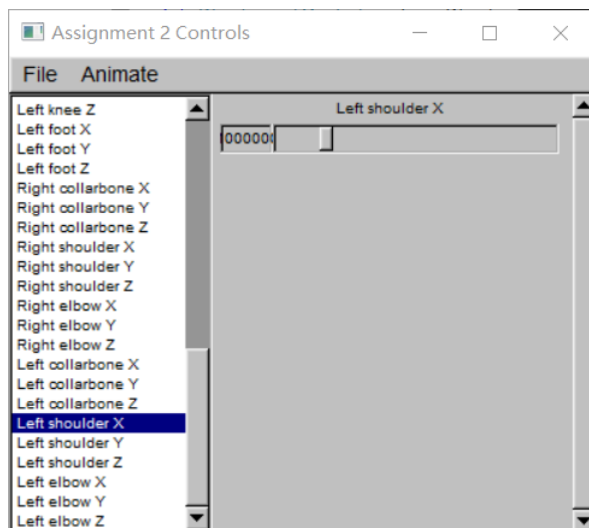 Assignment 2 Controls
File Animate
Left knee Z
Left foot X
Left foot Y
Left foot Z
Right collarbone X
Right collarbone Y
Right collarbone Z
Right shoulder X
Right shoulder Y
Right shoulder Z
Right elbow X
Right elbow Y
Right elbow Z
Left collarbone X
Left collarbone Y
Left collarbone Z
Left shoulder X
Left shoulder Y
Left shoulder Z
Left elbow X
Left elbow Y
Left elbow Z
Left shoulder X